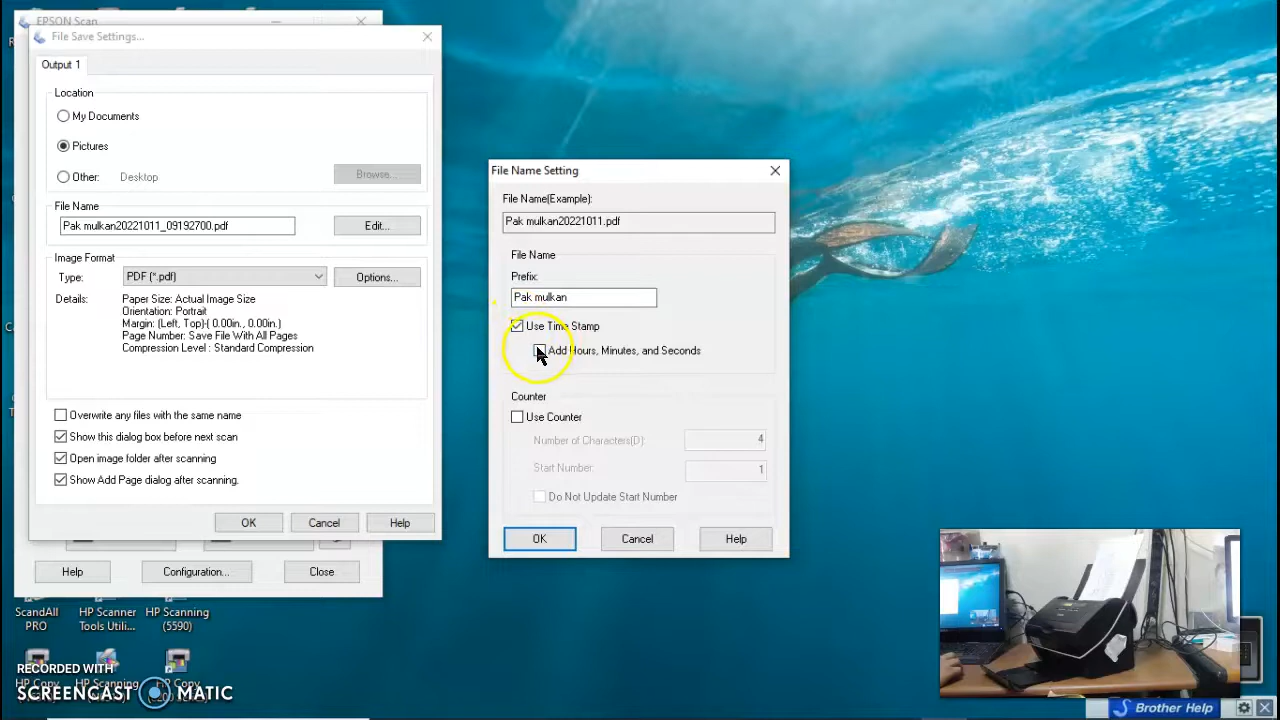 EPSON Scan
File Save Settings...
Output 1
Location
My Documents
Pictures
Other:
Desktop
Browse...
File Name
Pak mulkan20221011_09192700.pdf
Edit...
Image Format
Type:
PDF (*.pdf)
Options...
Details:
Paper Size: Actual Image Size
Orientation: Portrait
Margin: (Left, Top)( 0.00in., 0.00in.)
Page Number: Save File With All Pages
Compression Level : Standard Compression
Overwrite any files with the same name
Show this dialog box before next scan
Open image folder after scanning
Show Add Page dialog after scanning.
OK
Cancel
Help
Help
Configuration...
Close
File Name Setting
File Name(Example):
Pak mulkan20221011.pdf
File Name
Prefix:
Pak mulkan
Use Time Stamp
Add Hours, Minutes, and Seconds
Counter
Use Counter
Number of Characters(D):
4
Start Number:
1
Do Not Update Start Number
OK
Cancel
Help
ScandAll
PRO
HP Scanner
Tools Utili...
HP Scanning
(5590)
RECORDED WITH
SCREENCAST MATIC
HP Copy
HP Scanning
HP Copy
Brother Help